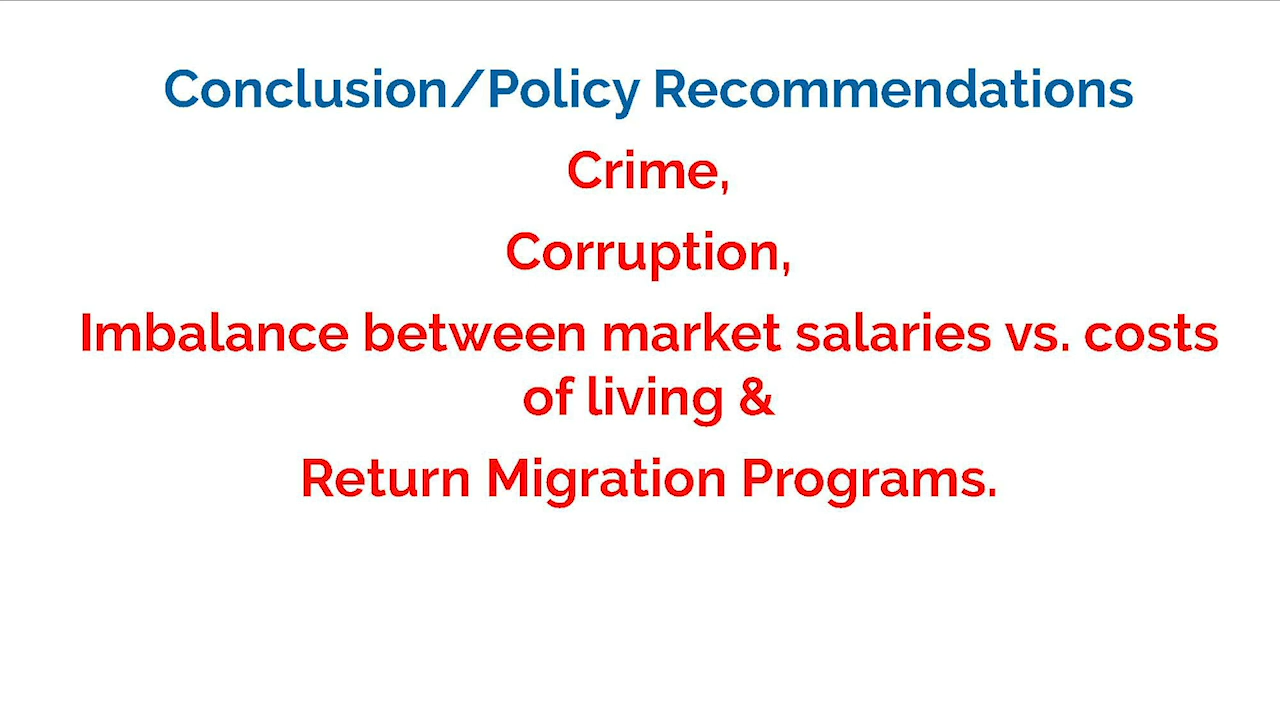 Conclusion/Policy Recommendations
Crime,
Corruption,
Imbalance between market salaries vs. costs
of living &
Return Migration Programs.